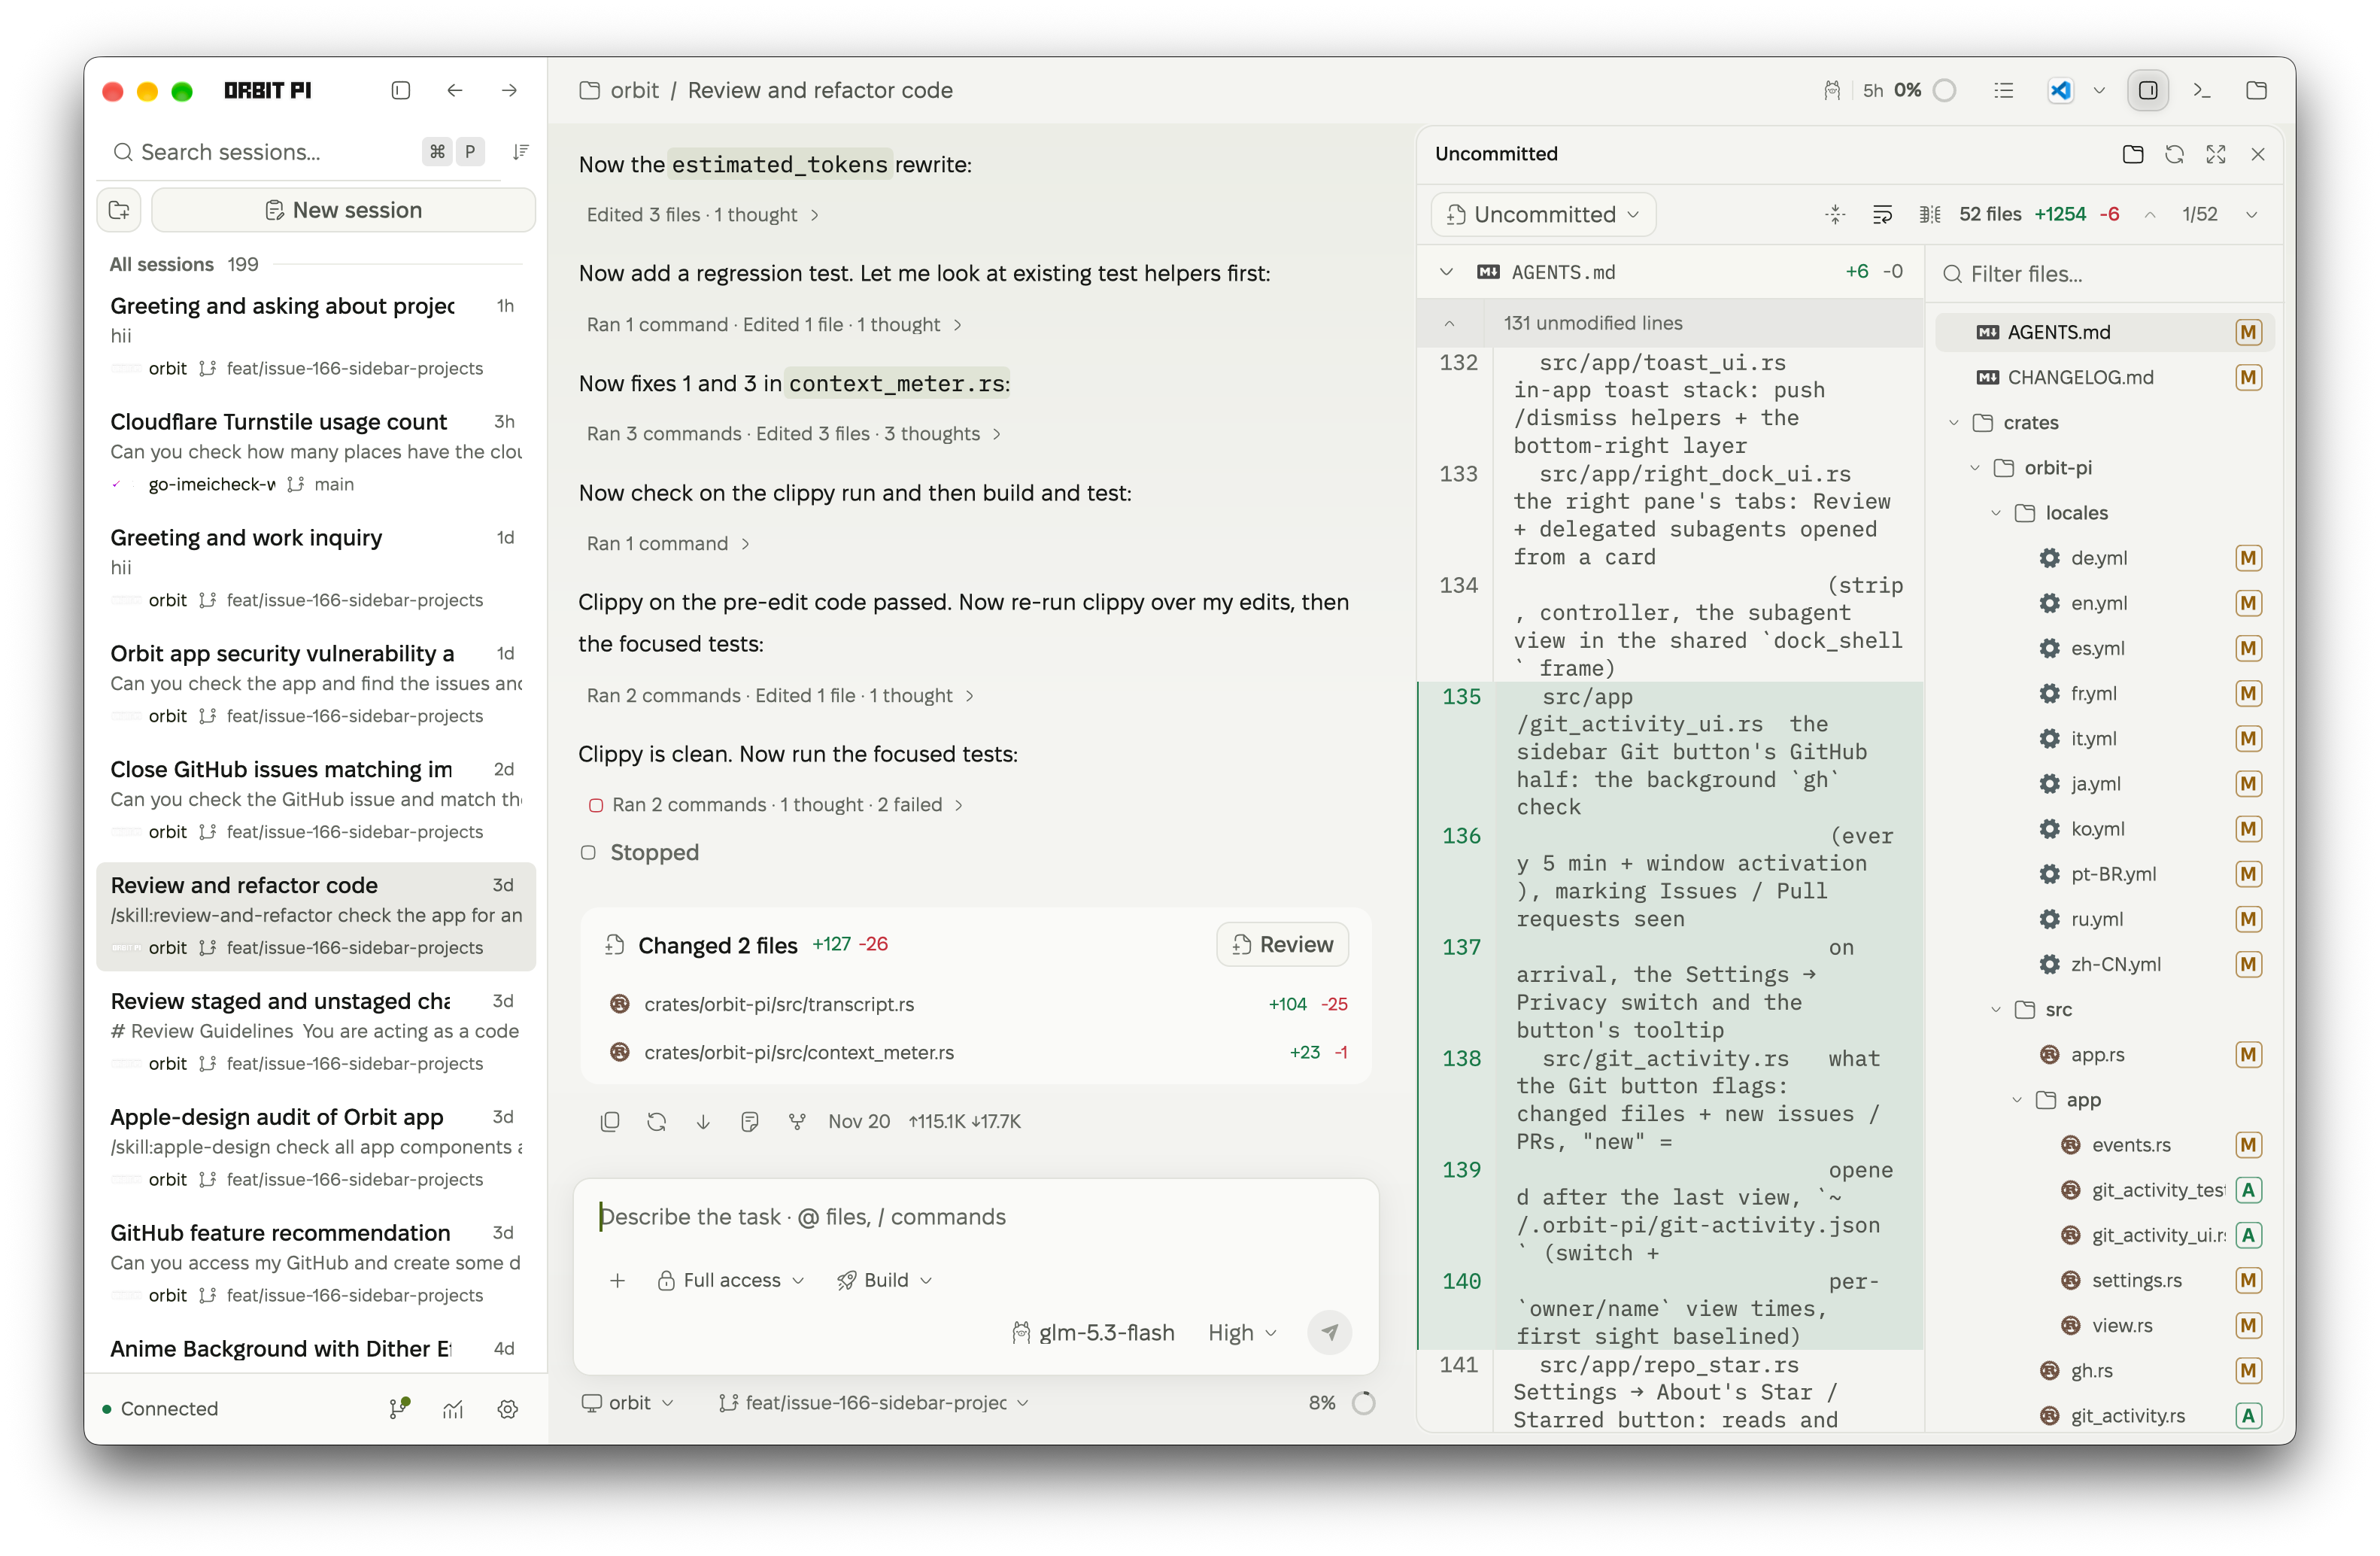 ORBIT PI
Search sessions...
⌘ P
New session
All sessions 199
Greeting and asking about projec 1h
hii
orbit feat/issue-166-sidebar-projects
Cloudflare Turnstile usage count 3h
Can you check how many places have the clou
go-imeicheck-w main
Greeting and work inquiry 1d
hii
orbit feat/issue-166-sidebar-projects
Orbit app security vulnerability a 1d
Can you check the app and find the issues and
orbit feat/issue-166-sidebar-projects
Close GitHub issues matching im 2d
Can you check the GitHub issue and match the
orbit feat/issue-166-sidebar-projects
Review and refactor code 3d
/skill:review-and-refactor check the app for an
orbit feat/issue-166-sidebar-projects
Review staged and unstaged cha 3d
# Review Guidelines You are acting as a code
orbit feat/issue-166-sidebar-projects
Apple-design audit of Orbit app 3d
/skill:apple-design check all app components a
orbit feat/issue-166-sidebar-projects
GitHub feature recommendation 3d
Can you access my GitHub and create some d
orbit feat/issue-166-sidebar-projects
Anime Background with Dither Ef 4d
Connected
orbit / Review and refactor code
5h 0%
Now the estimated_tokens rewrite:
Edited 3 files · 1 thought
Now add a regression test. Let me look at existing test helpers first:
Ran 1 command · Edited 1 file · 1 thought
Now fixes 1 and 3 in context_meter.rs:
Ran 3 commands · Edited 3 files · 3 thoughts
Now check on the clippy run and then build and test:
Ran 1 command
Clippy on the pre-edit code passed. Now re-run clippy over my edits, then
the focused tests:
Ran 2 commands · Edited 1 file · 1 thought
Clippy is clean. Now run the focused tests:
Ran 2 commands · 1 thought · 2 failed
Stopped
Changed 2 files +127 -26
Review
crates/orbit-pi/src/transcript.rs +104 -25
crates/orbit-pi/src/context_meter.rs +23 -1
Nov 20 ↑115.1K ↓17.7K
Describe the task · @ files, / commands
Full access Build
glm-5.3-flash High
orbit feat/issue-166-sidebar-projec 8%
Uncommitted
Uncommitted 52 files +1254 -6 1/52
AGENTS.md +6 -0
131 unmodified lines
132 src/app/toast_ui.rs
in-app toast stack: push
/dismiss helpers + the
bottom-right layer
133 src/app/right_dock_ui.rs
the right pane's tabs: Review
+ delegated subagents opened
from a card
134 (strip
, controller, the subagent
view in the shared `dock_shell
` frame)
135 src/app
/git_activity_ui.rs the
sidebar Git button's GitHub
half: the background `gh`
check
136 (ever
y 5 min + window activation
), marking Issues / Pull
requests seen
137 on
arrival, the Settings →
Privacy switch and the
button's tooltip
138 src/git_activity.rs what
the Git button flags:
changed files + new issues /
PRs, "new" =
139 opene
d after the last view, `~
/.orbit-pi/git-activity.json
` (switch +
140 per-
`owner/name` view times,
first sight baselined)
141 src/app/repo_star.rs
Settings → About's Star /
Starred button: reads and
Filter files...
AGENTS.md M
CHANGELOG.md M
crates
orbit-pi
locales
de.yml M
en.yml M
es.yml M
fr.yml M
it.yml M
ja.yml M
ko.yml M
pt-BR.yml M
ru.yml M
zh-CN.yml M
src
app.rs M
app
events.rs M
git_activity_test A
git_activity_ui.rs A
settings.rs M
view.rs M
gh.rs M
git_activity.rs A